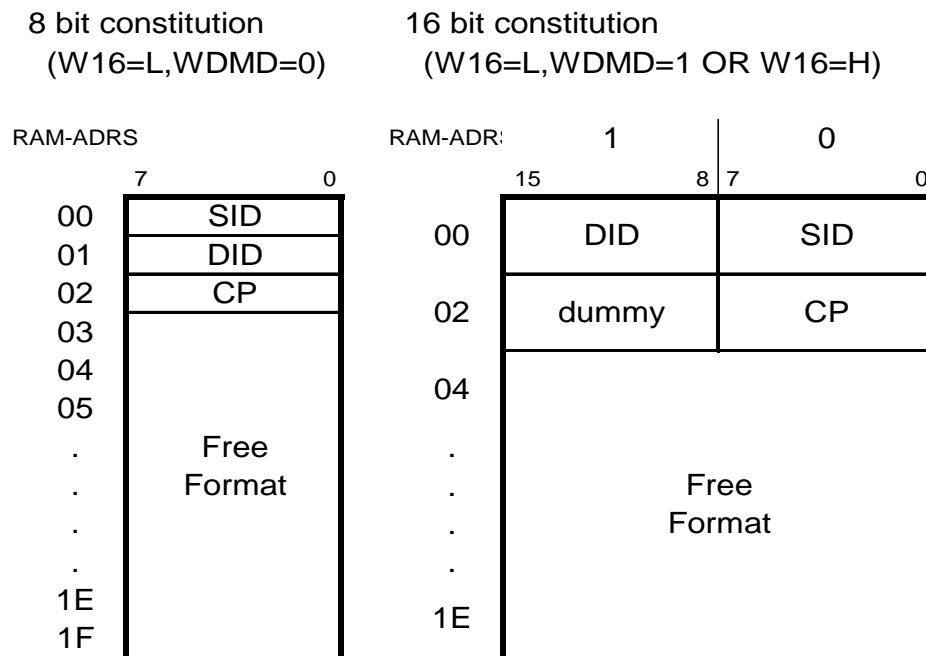 8 bit constitution
(W16=L,WDMD=0)
RAM-ADRS
7 0
00 SID
01 DID
02 CP
03
04
05
. Free
. Format
.
.
1E
1F
16 bit constitution
(W16=L,WDMD=1 OR W16=H)
RAM-ADRS 1 0
15 8 7 0
00 DID SID
02 dummy CP
04
.
. Free
. Format
.
1E